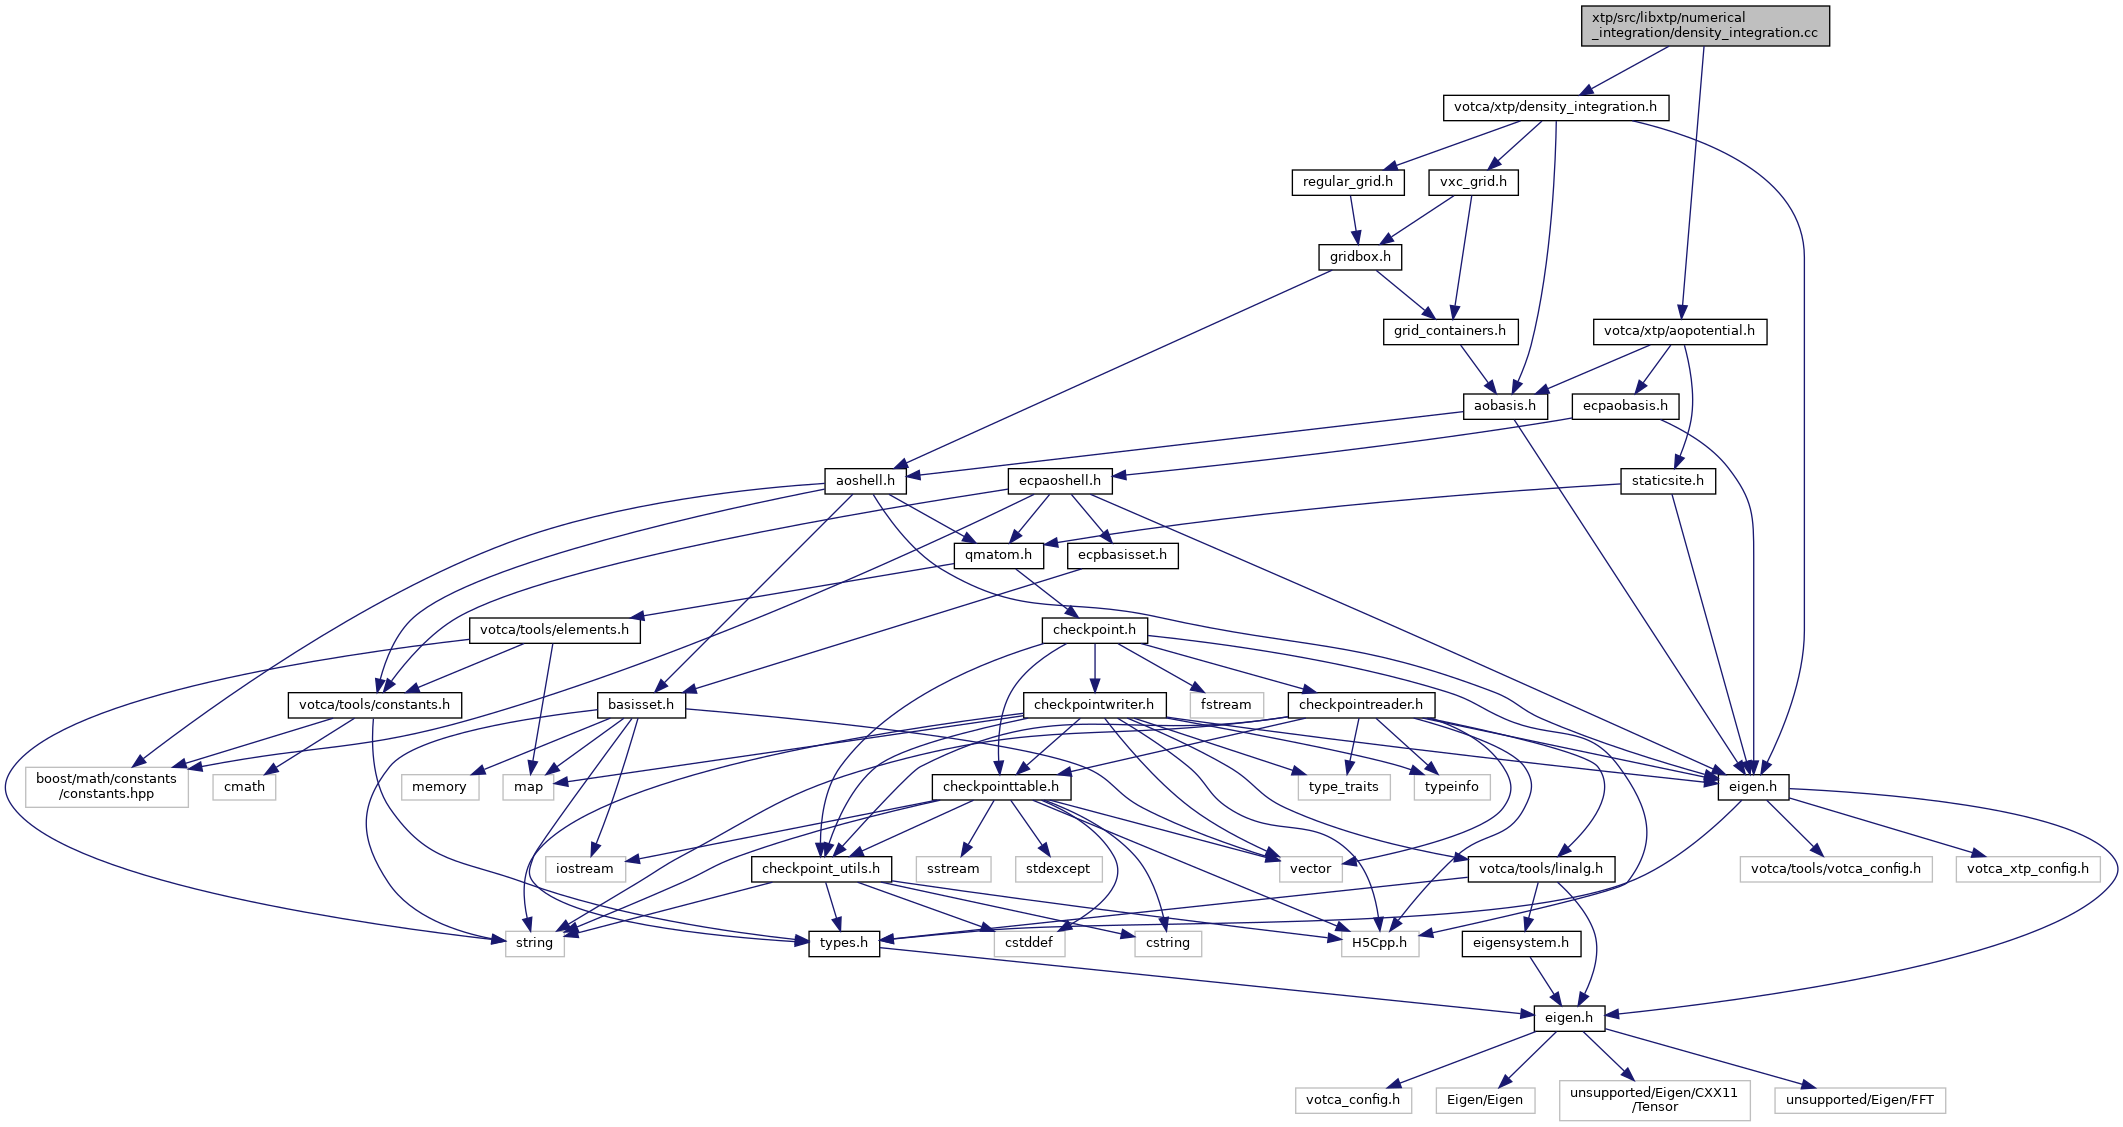 xtp/src/libxtp/numerical
_integration/density_integration.cc
votca/xtp/density_integration.h
regular_grid.h
vxc_grid.h
gridbox.h
grid_containers.h
votca/xtp/aopotential.h
aobasis.h
ecpaobasis.h
aoshell.h
ecpaoshell.h
staticsite.h
qmatom.h
ecpbasisset.h
votca/tools/elements.h
checkpoint.h
votca/tools/constants.h
basisset.h
checkpointwriter.h
fstream
checkpointreader.h
boost/math/constants
/constants.hpp
cmath
memory
map
checkpointtable.h
type_traits
typeinfo
eigen.h
iostream
checkpoint_utils.h
sstream
stdexcept
vector
votca/tools/linalg.h
votca/tools/votca_config.h
votca_xtp_config.h
string
types.h
cstddef
cstring
H5Cpp.h
eigensystem.h
eigen.h
votca_config.h
Eigen/Eigen
unsupported/Eigen/CXX11
/Tensor
unsupported/Eigen/FFT